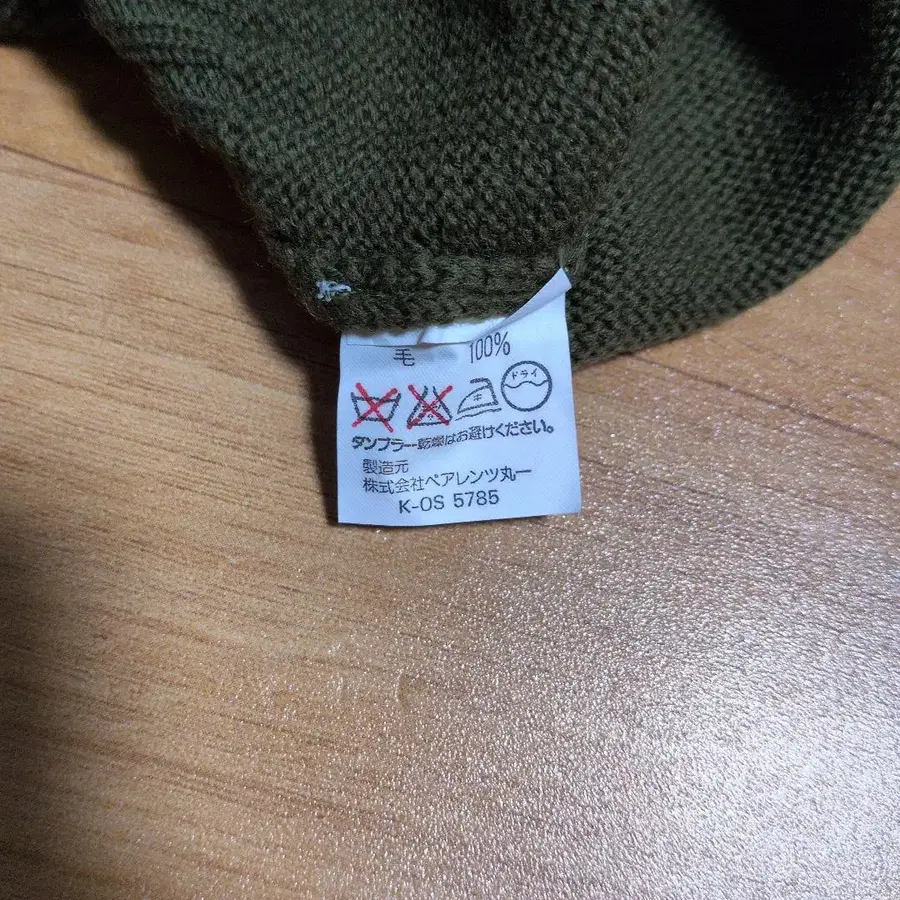 毛 100%
ドライ
タンブラー乾燥はお避けください。
製造元
株式会社ペアレンツ丸一
K-OS 5785